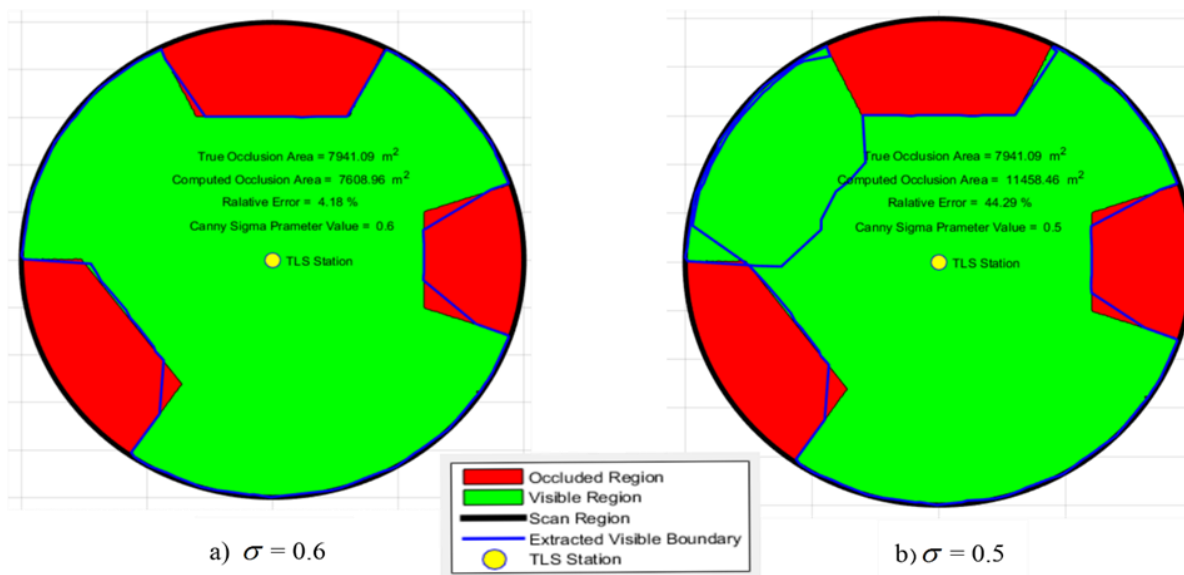 True Occlusion Area = 7941.09 m²
Computed Occlusion Area = 7608.96 m²
Ralative Error = 4.18 %
Canny Sigma Prameter Value = 0.6
TLS Station
True Occlusion Area = 7941.09 m²
Computed Occlusion Area = 11458.46 m²
Ralative Error = 44.29 %
Canny Sigma Prameter Value = 0.5
TLS Station
Occluded Region
Visible Region
Scan Region
Extracted Visible Boundary
TLS Station
a) σ = 0.6
b) σ = 0.5